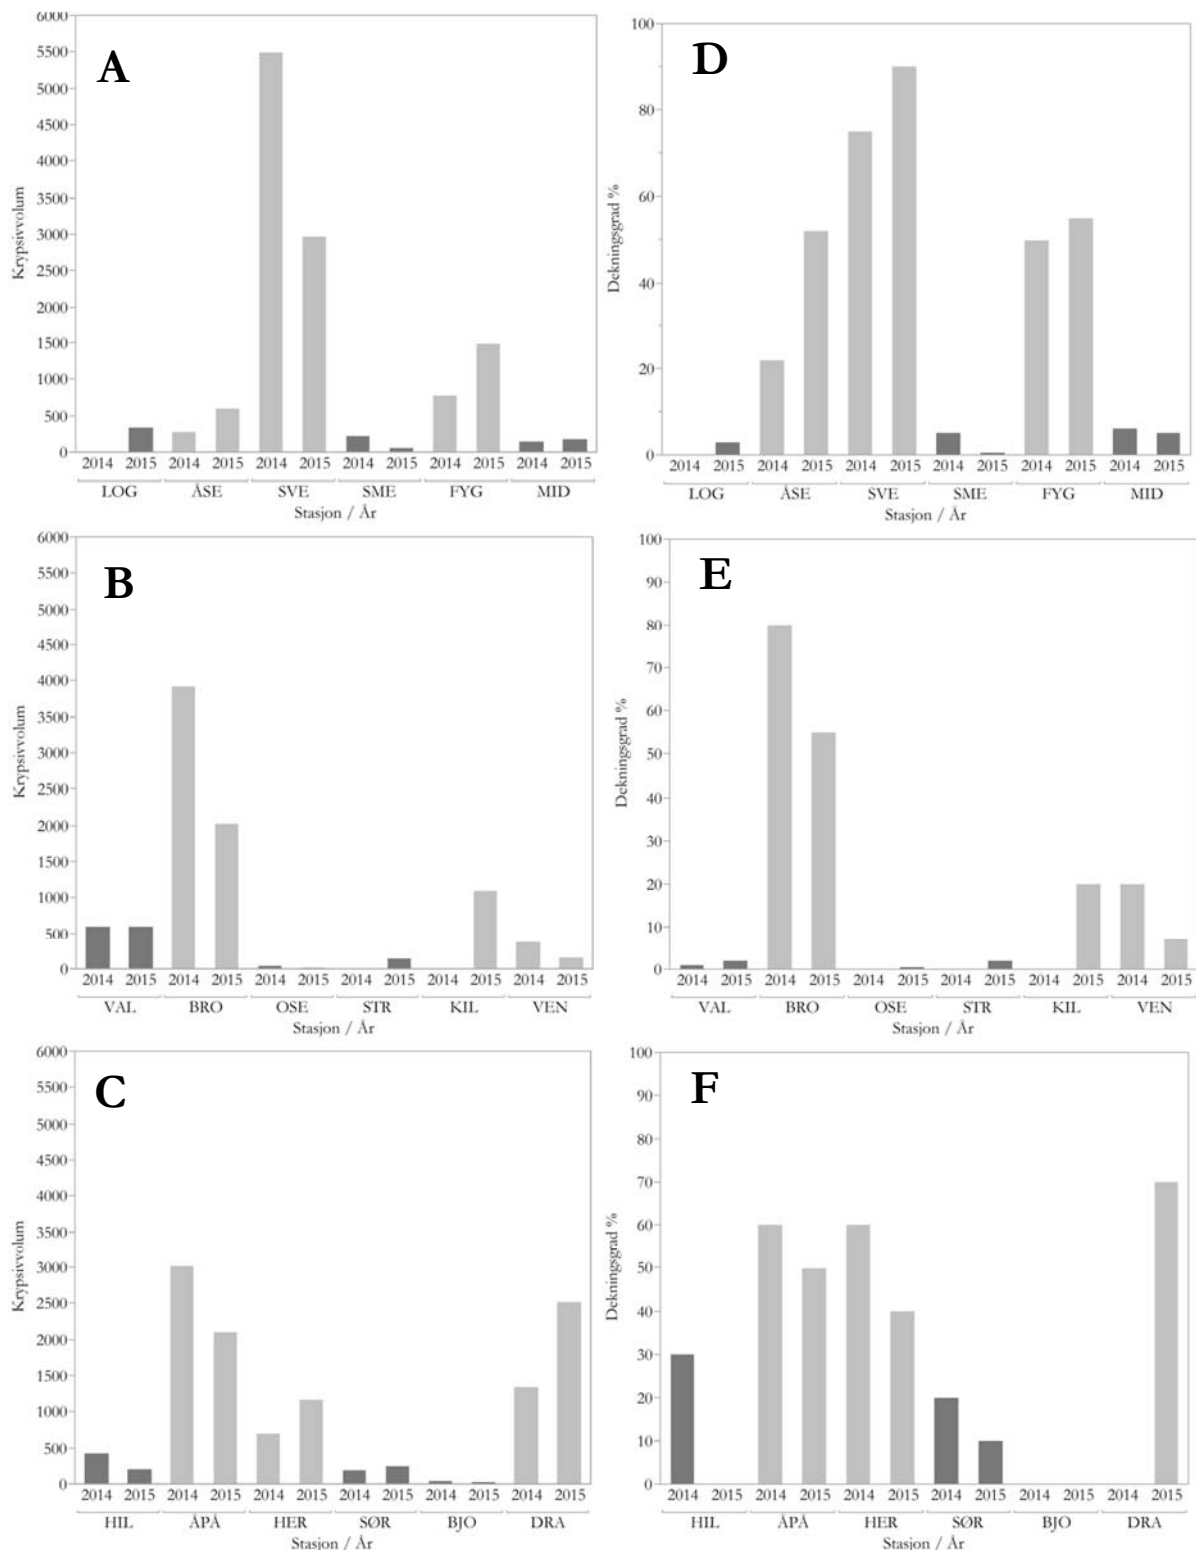 A
6000
5500
5000
4500
4000
3500
3000
2500
2000
1500
1000
500
0
Krypsivvolum
2014 2015 2014 2015 2014 2015 2014 2015 2014 2015 2014 2015
LOG ÅSE SVE SME FYG MID
Stasjon / År
D
100
80
60
40
20
0
Dekningsgrad %
2014 2015 2014 2015 2014 2015 2014 2015 2014 2015 2014 2015
LOG ÅSE SVE SME FYG MID
Stasjon / År
B
6000
5500
5000
4500
4000
3500
3000
2500
2000
1500
1000
500
0
Krypsivvolum
2014 2015 2014 2015 2014 2015 2014 2015 2014 2015 2014 2015
VAL BRO OSE STR KIL VEN
Stasjon / År
E
100
90
80
70
60
50
40
30
20
10
0
Dekningsgrad %
2014 2015 2014 2015 2014 2015 2014 2015 2014 2015 2014 2015
VAL BRO OSE STR KIL VEN
Stasjon / År
C
6000
5500
5000
4500
4000
3500
3000
2500
2000
1500
1000
500
0
Krypsivvolum
2014 2015 2014 2015 2014 2015 2014 2015 2014 2015 2014 2015
HIL ÅPÅ HER SØR BJO DRA
Stasjon / År
F
100
90
80
70
60
50
40
30
20
10
0
Dekningsgrad %
2014 2015 2014 2015 2014 2015 2014 2015 2014 2015 2014 2015
HIL ÅPÅ HER SØR BJO DRA
Stasjon / År